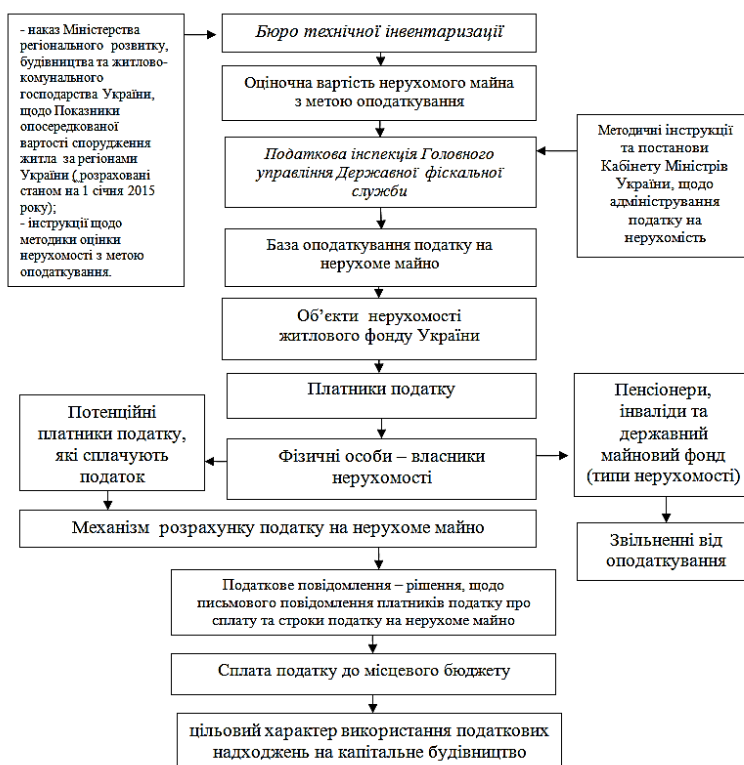 - наказ Міністерства
регіонального розвитку,
будівництва та житлово-
комунального
господарства України,
щодо Показники
опосередкованої
вартості спорудження
житла за регіонами
України ( розраховані
станом на 1 січня 2015
року);
- інструкції щодо
методики оцінки
нерухомості з метою
оподаткування.
Бюро технічної інвентаризації
Оціночна вартість нерухомого майна
з метою оподаткування
Податкова інспекція Головного
управління Державної фіскальної
служби
Методичні інструкції
та постанови
Кабінету Міністрів
України, щодо
адміністрування
податку на
нерухомість
База оподаткування податку на
нерухоме майно
Об’єкти нерухомості
житлового фонду України
Платники податку
Потенційні
платники податку,
які сплачують
податок
Фізичні особи – власники
нерухомості
Пенсіонери,
інваліди та
державний
майновий фонд
(типи нерухомості)
Механізм розрахунку податку на нерухоме майно
Звільненні від
оподаткування
Податкове повідомлення – рішення, щодо
письмового повідомлення платників податку про
сплату та строки податку на нерухоме майно
Сплата податку до місцевого бюджету
цільовий характер використання податкових
надходжень на капітальне будівництво